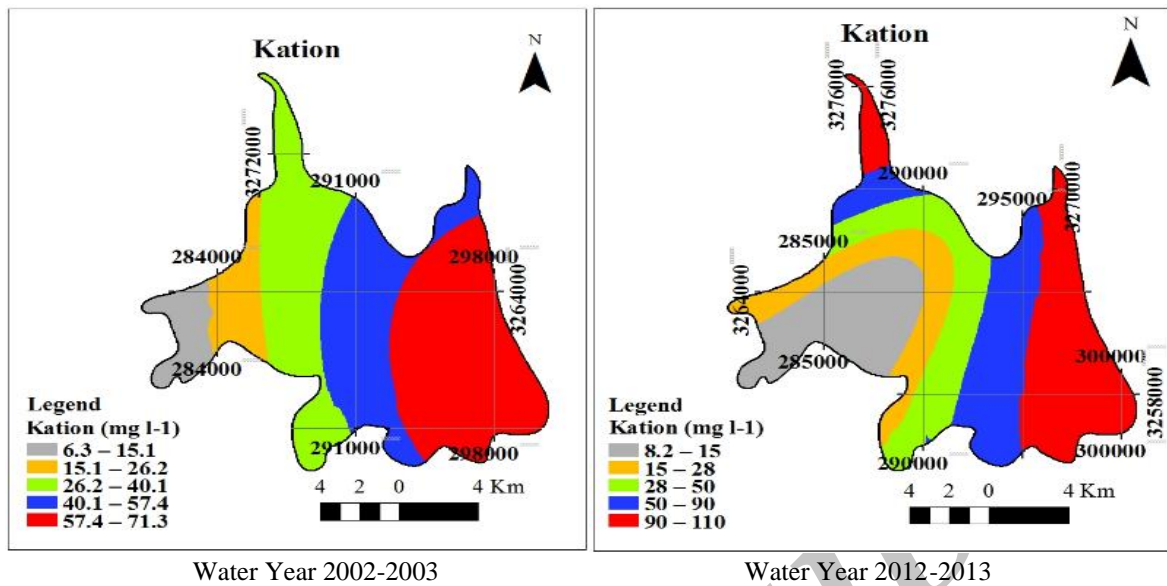 Kation
N
3272000
291000
284000
298000
3264000
284000
291000
298000
Legend
Kation (mg l-1)
6.3 – 15.1
15.1 – 26.2
26.2 – 40.1
40.1 – 57.4
57.4 – 71.3
4 2 0 4 Km
Water Year 2002-2003
Kation
N
3276000
3276000
290000
295000
3270000
285000
3264000
285000
300000
3258000
290000
300000
Legend
Kation (mg l-1)
8.2 – 15
15 – 28
28 – 50
50 – 90
90 – 110
4 2 0 4 Km
Water Year 2012-2013